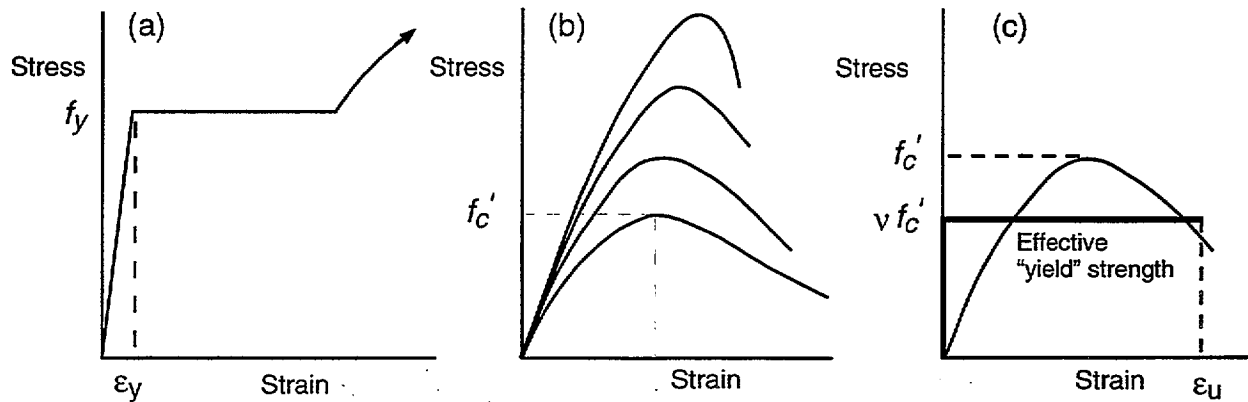 (a)
Stress
f_y
ε_y
Strain
(b)
Stress
f_c'
Strain
(c)
Stress
f_c'
ν f_c'
Effective
"yield" strength
Strain
ε_u